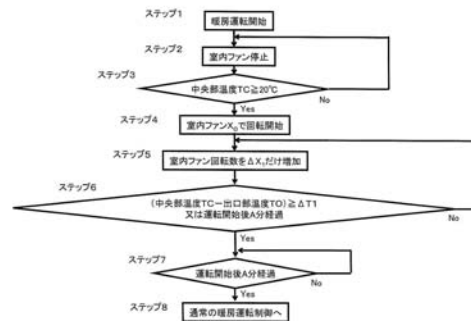 ステップ1
暖房運転開始
ステップ2
室内ファン停止
ステップ3
中央部温度TC≧20℃
No
Yes
ステップ4
室内ファンX₀で回転開始
ステップ5
室内ファン回転数をΔX₁だけ増加
ステップ6
(中央部温度TCー出口部温度TO)≧ΔT1
又は運転開始後A分経過
No
Yes
ステップ7
運転開始後A分経過
No
Yes
ステップ8
通常の暖房運転制御へ